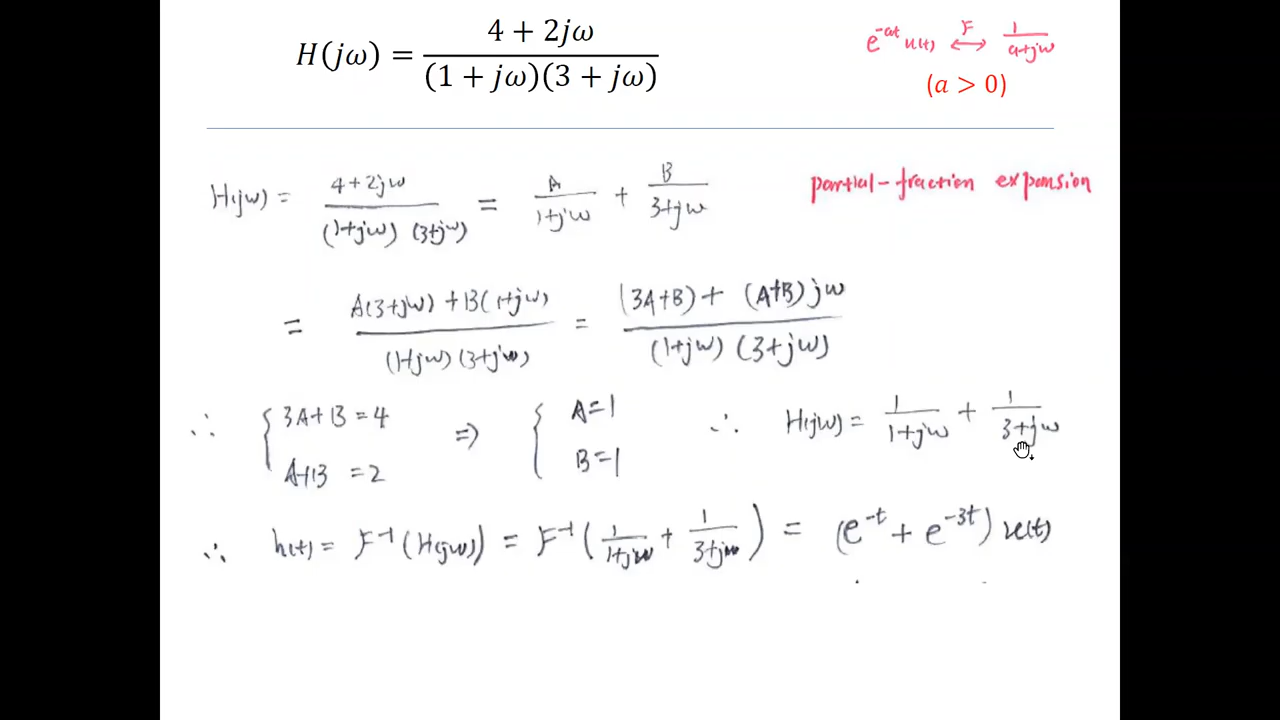 H(jω) = (4 + 2jω) / ((1 + jω)(3 + jω))
e^{-at} u(t) ↔^F 1/(a+jω)
(a > 0)
H(jω) = (4+2jω) / ((1+jω) (3+jω)) = A/(1+jω) + B/(3+jω)
partial-fraction expansion
= (A(3+jω) + B(1+jω)) / ((1+jω) (3+jω)) = ((3A+B) + (A+B)jω) / ((1+jω) (3+jω))
∴ { 3A+B = 4, A+B = 2 ⇒ { A=1, B=1 ∴ H(jω) = 1/(1+jω) + 1/(3+jω)
∴ h(t) = F^{-1} (H(jω)) = F^{-1} ( 1/(1+jω) + 1/(3+jω) ) = (e^{-t} + e^{-3t}) u(t)